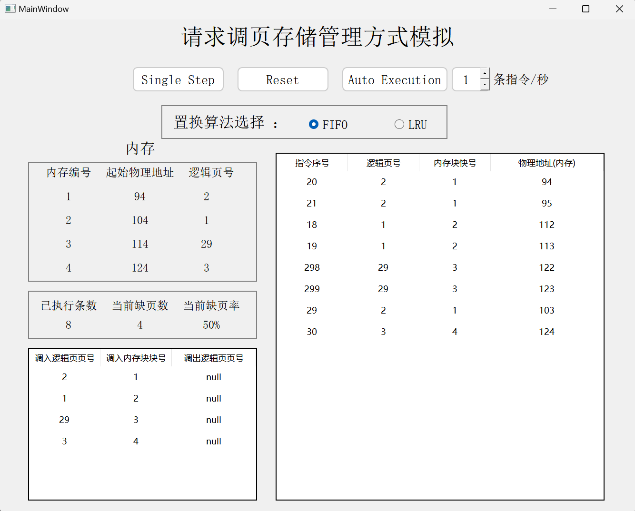 MainWindow
请求调页存储管理方式模拟
Single Step Reset Auto Execution 1 条指令/秒
置换算法选择 : FIFO LRU
内存
内存编号 起始物理地址 逻辑页号
1 94 2
2 104 1
3 114 29
4 124 3
已执行条数 当前缺页数 当前缺页率
8 4 50%
调入逻辑页页号 调入内存块块号 调出逻辑页页号
2 1 null
1 2 null
29 3 null
3 4 null
指令序号 逻辑页号 内存块快号 物理地址(内存)
20 2 1 94
21 2 1 95
18 1 2 112
19 1 2 113
298 29 3 122
299 29 3 123
29 2 1 103
30 3 4 124